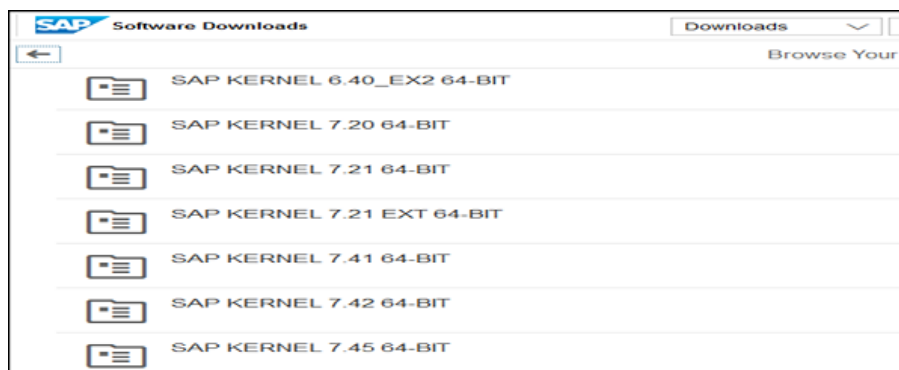 SAP Software Downloads Downloads
Browse Your
SAP KERNEL 6.40_EX2 64-BIT
SAP KERNEL 7.20 64-BIT
SAP KERNEL 7.21 64-BIT
SAP KERNEL 7.21 EXT 64-BIT
SAP KERNEL 7.41 64-BIT
SAP KERNEL 7.42 64-BIT
SAP KERNEL 7.45 64-BIT